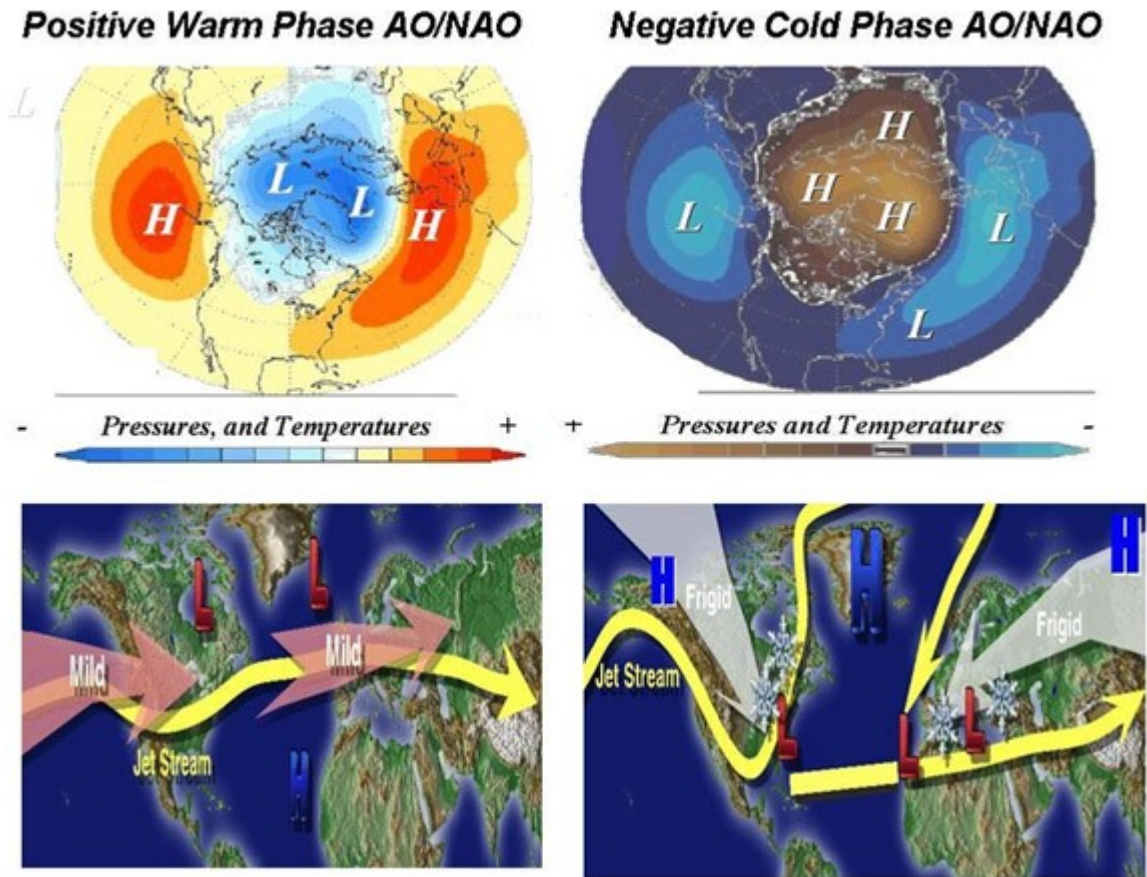 Positive Warm Phase AO/NAO
Negative Cold Phase AO/NAO
L
H
L
L
H
L
H
H
H
L
L
- Pressures, and Temperatures +
+ Pressures and Temperatures -
L
L
Mild
Mild
Jet Stream
H
H
Frigid
H
H
Frigid
Jet Stream
L
L
L